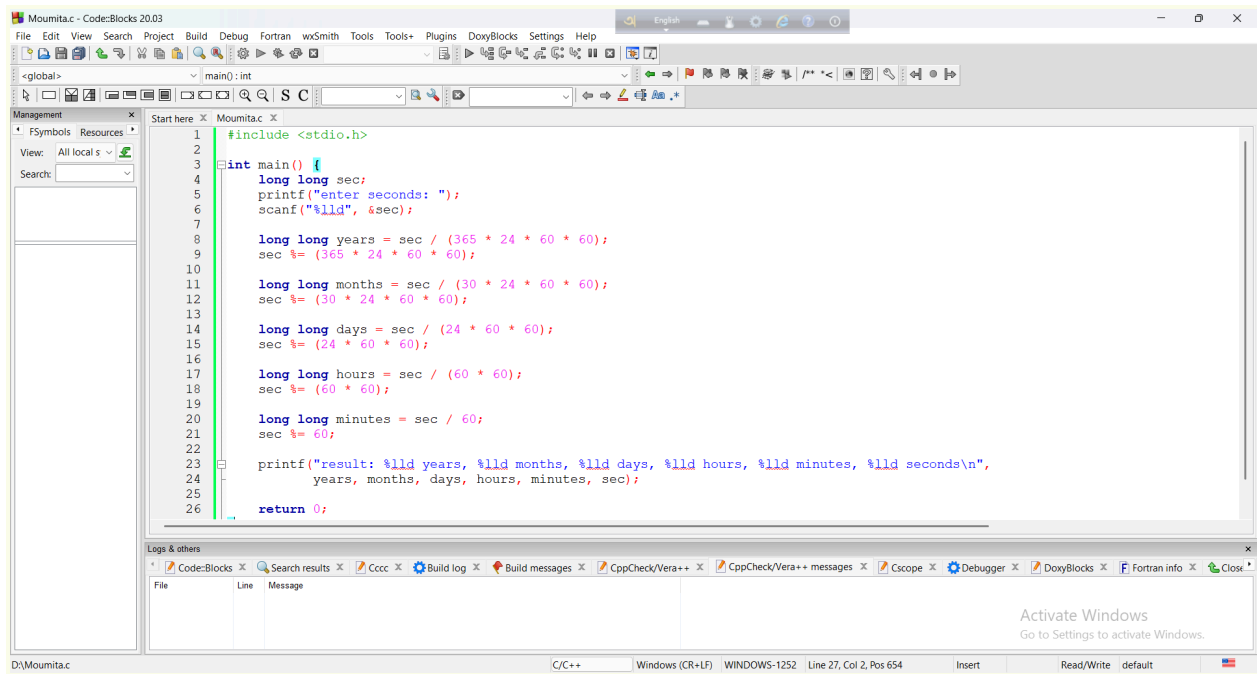 Moumita.c - Code::Blocks 20.03
English
File Edit View Search Project Build Debug Fortran wxSmith Tools Tools+ Plugins DoxyBlocks Settings Help
<global> main() : int
S C
Aa .*
Management
FSymbols Resources
Start here X Moumita.c X
View: All local s
Search:
1 #include <stdio.h>
2
3 int main() {
4 long long sec;
5 printf("enter seconds: ");
6 scanf("%lld", &sec);
7
8 long long years = sec / (365 * 24 * 60 * 60);
9 sec %= (365 * 24 * 60 * 60);
10
11 long long months = sec / (30 * 24 * 60 * 60);
12 sec %= (30 * 24 * 60 * 60);
13
14 long long days = sec / (24 * 60 * 60);
15 sec %= (24 * 60 * 60);
16
17 long long hours = sec / (60 * 60);
18 sec %= (60 * 60);
19
20 long long minutes = sec / 60;
21 sec %= 60;
22
23 printf("result: %lld years, %lld months, %lld days, %lld hours, %lld minutes, %lld seconds\n",
24 years, months, days, hours, minutes, sec);
25
26 return 0;
Logs & others
Code::Blocks X Search results X Cccc X Build log X Build messages X CppCheck/Vera++ X CppCheck/Vera++ messages X Cscope X Debugger X DoxyBlocks X Fortran info X Close
File Line Message
Activate Windows
Go to Settings to activate Windows.
D:\Moumita.c C/C++ Windows (CR+LF) WINDOWS-1252 Line 27, Col 2, Pos 654 Insert Read/Write default